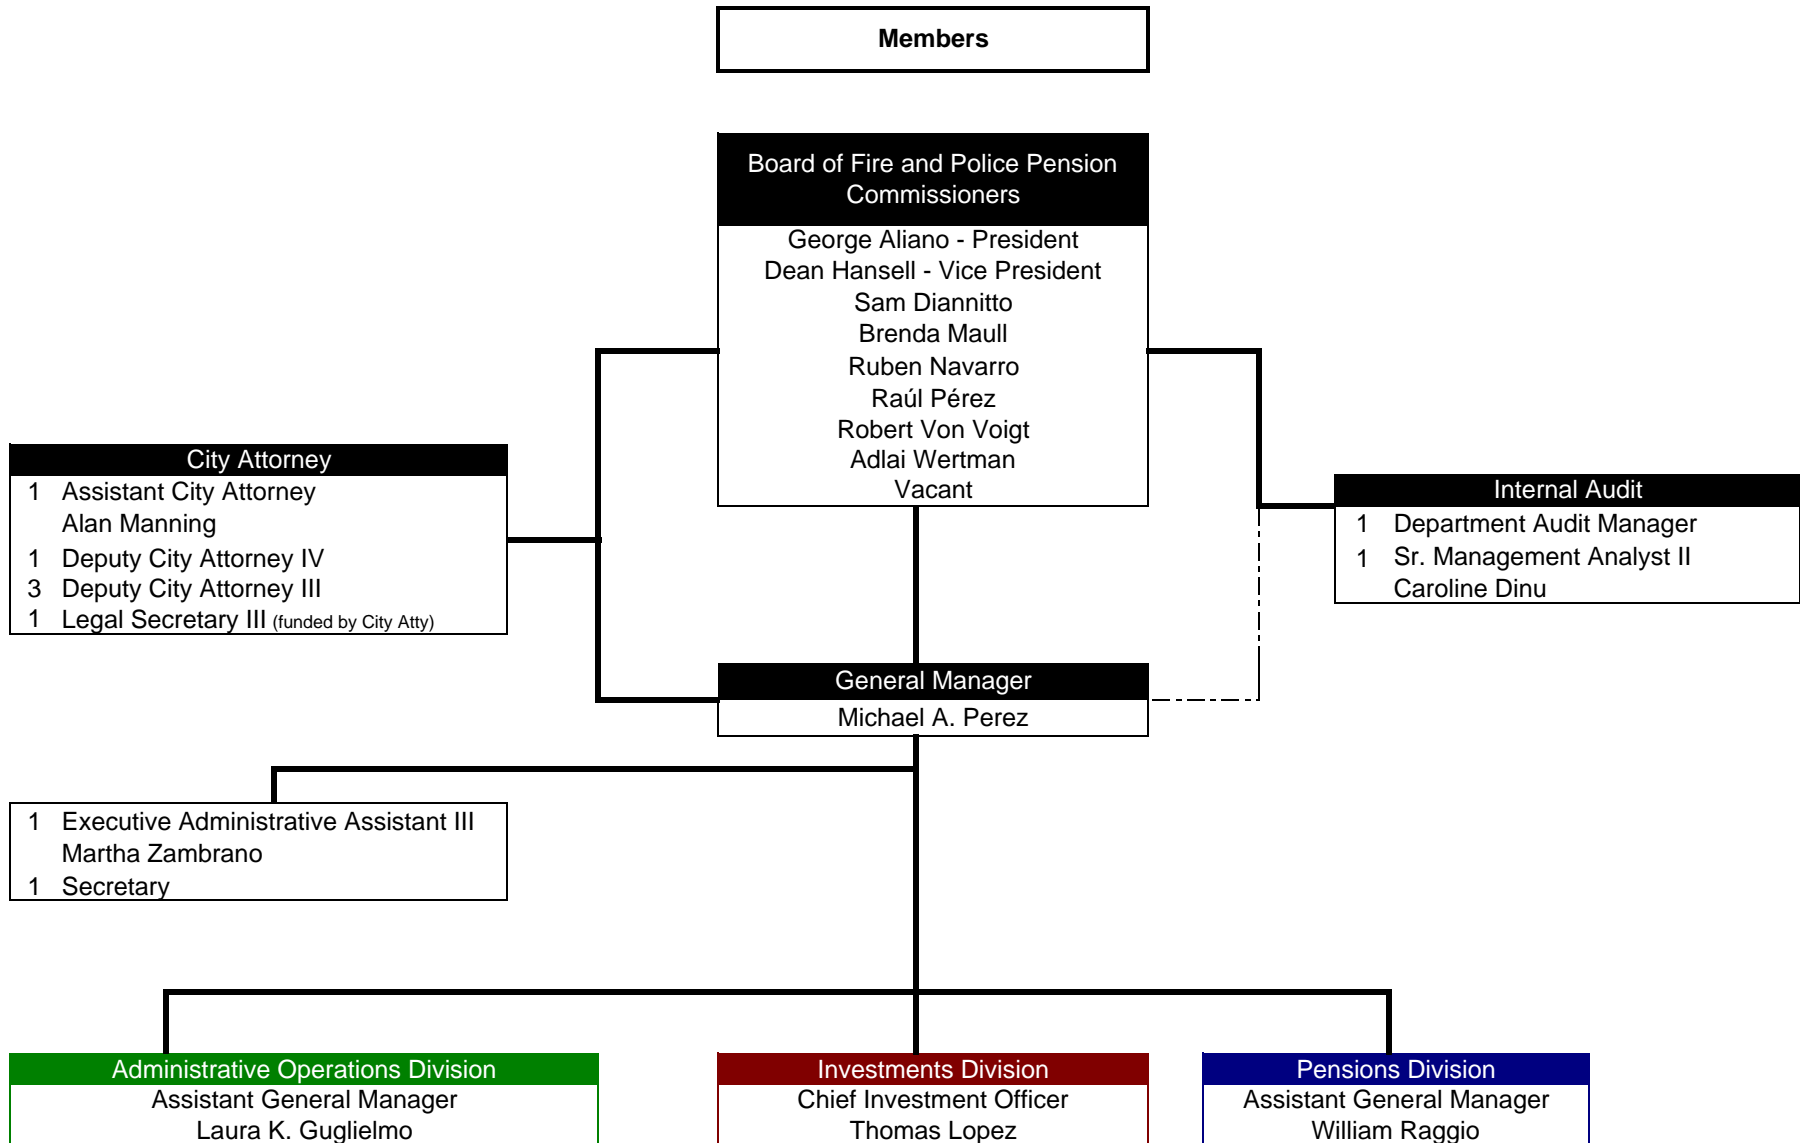 Members
Board of Fire and Police Pension
Commissioners
George Aliano - President
Dean Hansell - Vice President
Sam Diannitto
Brenda Maull
Ruben Navarro
Raúl Pérez
Robert Von Voigt
Adlai Wertman
Vacant
City Attorney
1 Assistant City Attorney
Alan Manning
1 Deputy City Attorney IV
3 Deputy City Attorney III
1 Legal Secretary III (funded by City Atty)
Internal Audit
1 Department Audit Manager
1 Sr. Management Analyst II
Caroline Dinu
General Manager
Michael A. Perez
1 Executive Administrative Assistant III
Martha Zambrano
1 Secretary
Administrative Operations Division
Assistant General Manager
Laura K. Guglielmo
Investments Division
Chief Investment Officer
Thomas Lopez
Pensions Division
Assistant General Manager
William Raggio